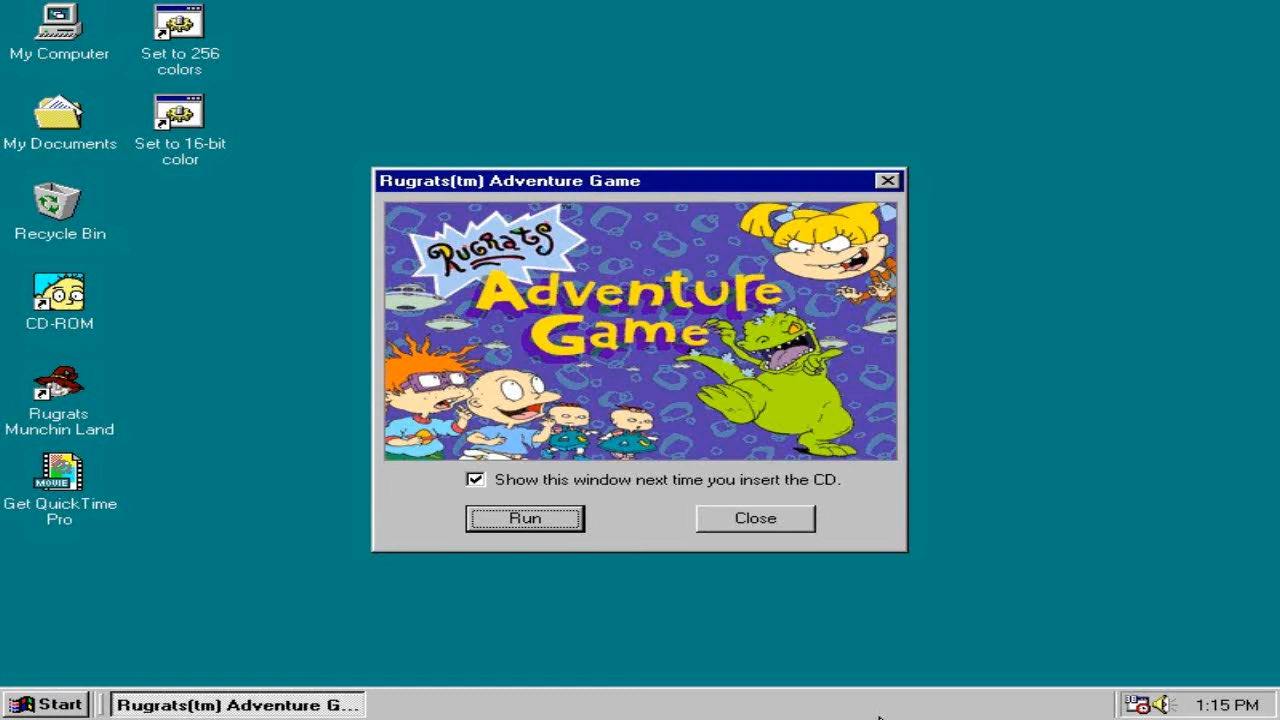 My Computer
Set to 256
colors
My Documents
Set to 16-bit
color
Recycle Bin
CD-ROM
Rugrats
Munchin Land
MOVIE
Get QuickTime
Pro
Rugrats(tm) Adventure Game
RUGRATS
TM
Adventure
Game
Show this window next time you insert the CD.
Run
Close
Start
Rugrats(tm) Adventure G...
1:15 PM